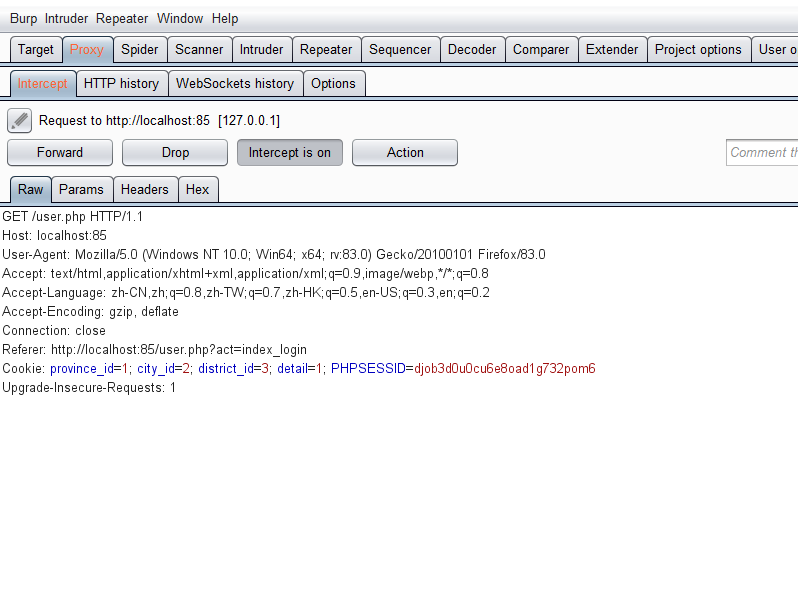 Burp Intruder Repeater Window Help
Target Proxy Spider Scanner Intruder Repeater Sequencer Decoder Comparer Extender Project options User o
Intercept HTTP history WebSockets history Options
Request to http://localhost:85 [127.0.0.1]
Forward Drop Intercept is on Action Comment th
Raw Params Headers Hex
GET /user.php HTTP/1.1
Host: localhost:85
User-Agent: Mozilla/5.0 (Windows NT 10.0; Win64; x64; rv:83.0) Gecko/20100101 Firefox/83.0
Accept: text/html,application/xhtml+xml,application/xml;q=0.9,image/webp,*/*;q=0.8
Accept-Language: zh-CN,zh;q=0.8,zh-TW;q=0.7,zh-HK;q=0.5,en-US;q=0.3,en;q=0.2
Accept-Encoding: gzip, deflate
Connection: close
Referer: http://localhost:85/user.php?act=index_login
Cookie: province_id=1; city_id=2; district_id=3; detail=1; PHPSESSID=djob3d0u0cu6e8oad1g732pom6
Upgrade-Insecure-Requests: 1